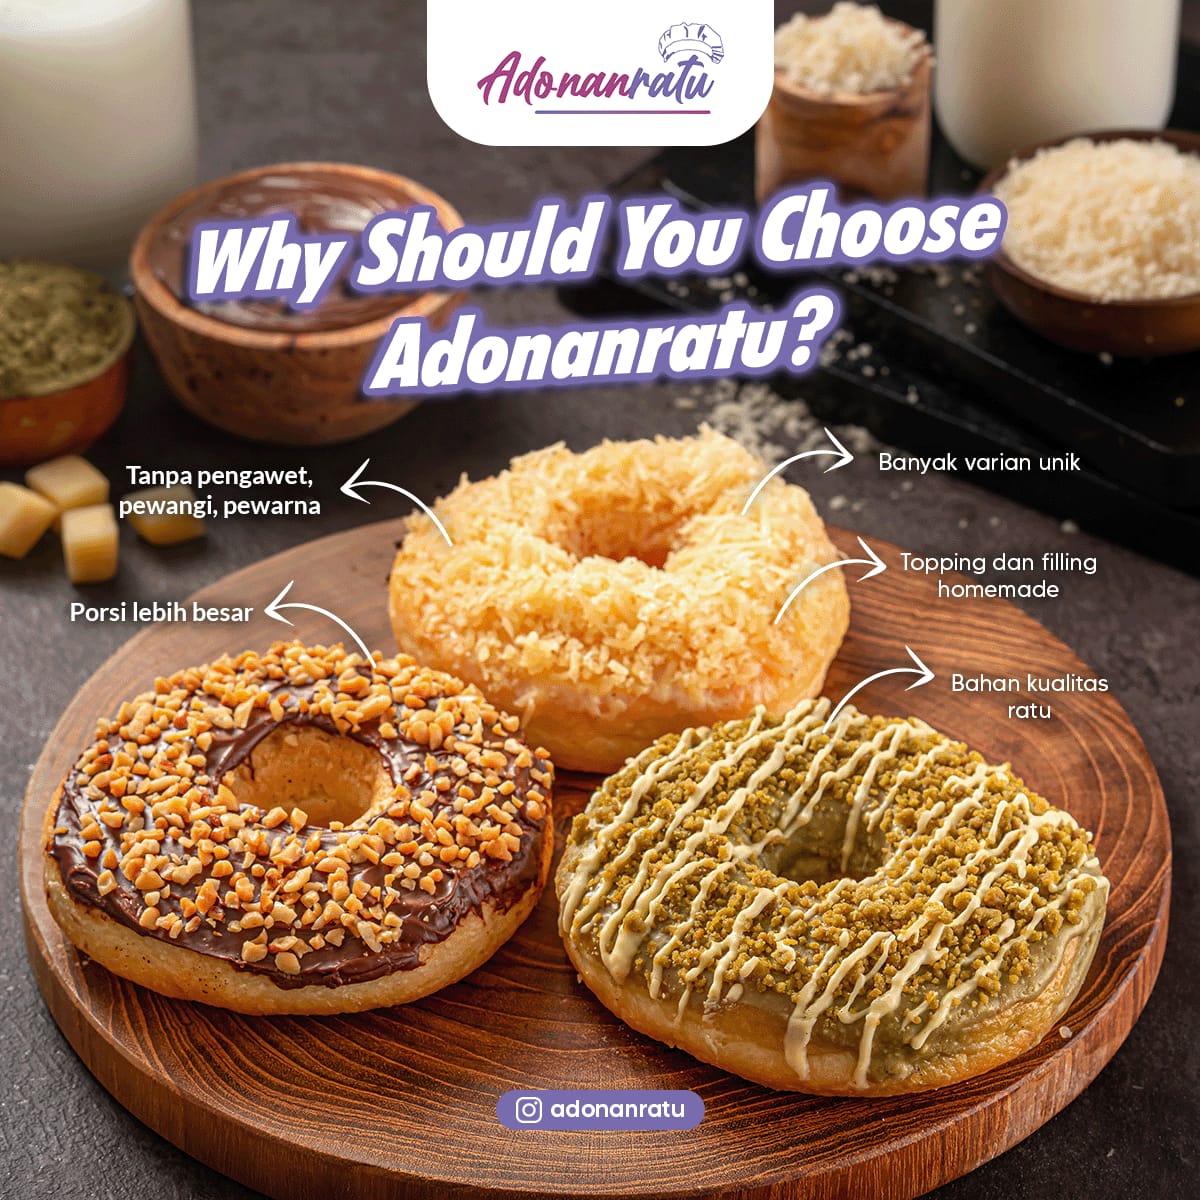 Adonanratu
Why Should You Choose
Adonanratu?
Tanpa pengawet,
pewangi, pewarna
Banyak varian unik
Topping dan filling
homemade
Porsi lebih besar
Bahan kualitas
ratu
adonanratu